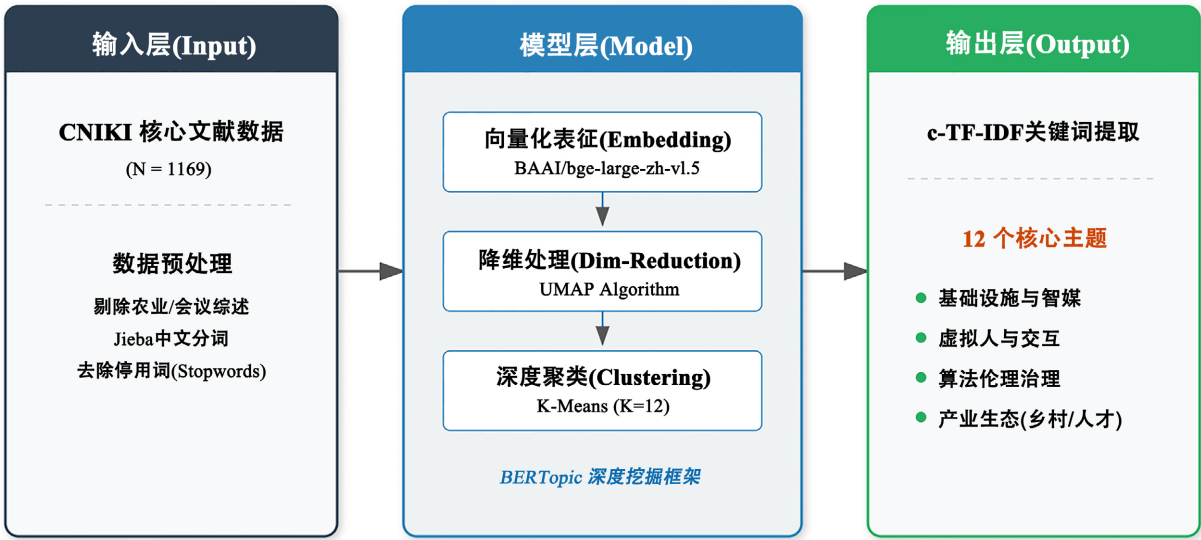 输入层(Input)
CNIKI 核心文献数据
(N = 1169)
数据预处理
剔除农业/会议综述
Jieba中文分词
去除停用词(Stopwords)
模型层(Model)
向量化表征(Embedding)
BAAI/bge-large-zh-vl.5
降维处理(Dim-Reduction)
UMAP Algorithm
深度聚类(Clustering)
K-Means (K=12)
BERTopic 深度挖掘框架
输出层(Output)
c-TF-IDF关键词提取
12 个核心主题
基础设施与智媒
虚拟人与交互
算法伦理治理
产业生态(乡村/人才)